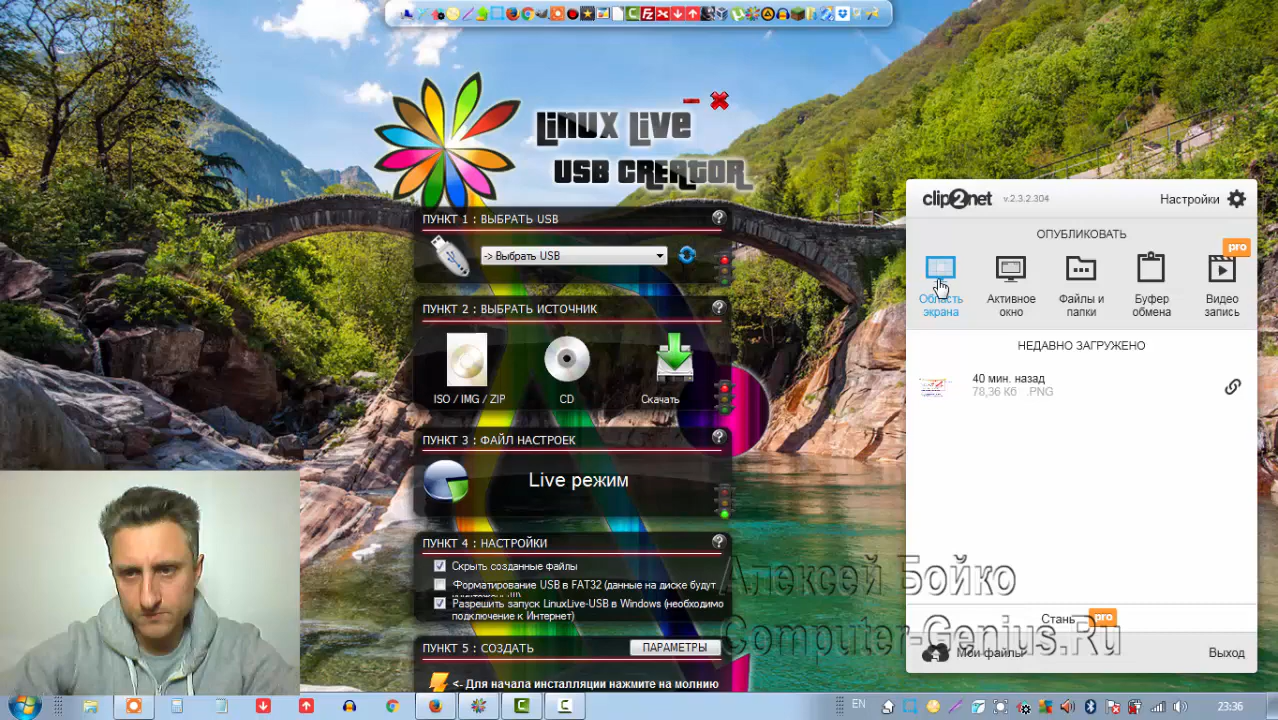 Linux Live
USB CREATOR
ПУНКТ 1 : ВЫБРАТЬ USB
?
-> Выбрать USB
ПУНКТ 2 : ВЫБРАТЬ ИСТОЧНИК
?
ISO / IMG / ZIP
CD
Скачать
ПУНКТ 3 : ФАЙЛ НАСТРОЕК
?
Live режим
ПУНКТ 4 : НАСТРОЙКИ
?
Скрыть созданные файлы
Форматирование USB в FAT32 (данные на диске будут
Разрешить запуск LinuxLive-USB в Windows (необходимо
подключение к Интернет)
ПУНКТ 5 : СОЗДАТЬ
ПАРАМЕТРЫ
<- Для начала инсталляции нажмите на молнию
clip2net
v.2.3.2.304
Настройки
ОПУБЛИКОВАТЬ
pro
Область
экрана
Активное
окно
Файлы и
папки
Буфер
обмена
Видео
запись
НЕДАВНО ЗАГРУЖЕНО
40 мин. назад
78,36 Кб .PNG
Стань pro
Мои файлы
Выход
Алексей Бойко
Computer-Genius.Ru
EN
23:36